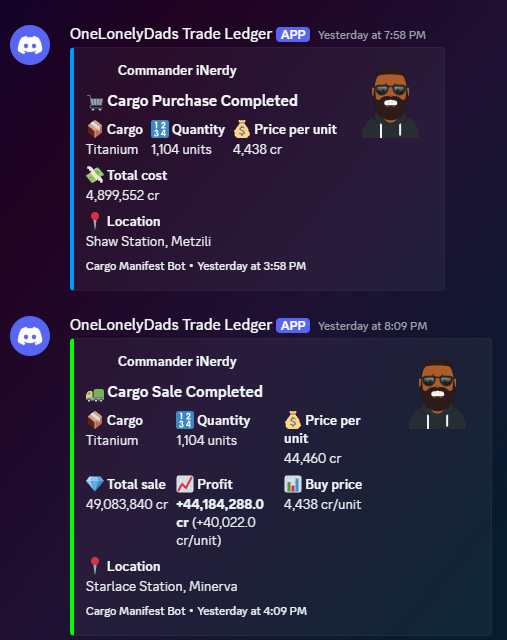 OneLonelyDads Trade Ledger APP Yesterday at 7:58 PM
Commander iNerdy
Cargo Purchase Completed
Cargo Quantity Price per unit
Titanium 1,104 units 4,438 cr
Total cost
4,899,552 cr
Location
Shaw Station, Metzili
Cargo Manifest Bot • Yesterday at 3:58 PM
OneLonelyDads Trade Ledger APP Yesterday at 8:09 PM
Commander iNerdy
Cargo Sale Completed
Cargo Quantity Price per
unit
Titanium 1,104 units
44,460 cr
Total sale Profit Buy price
49,083,840 cr +44,184,288.0 4,438 cr/unit
cr (+40,022.0
cr/unit)
Location
Starlace Station, Minerva
Cargo Manifest Bot • Yesterday at 4:09 PM